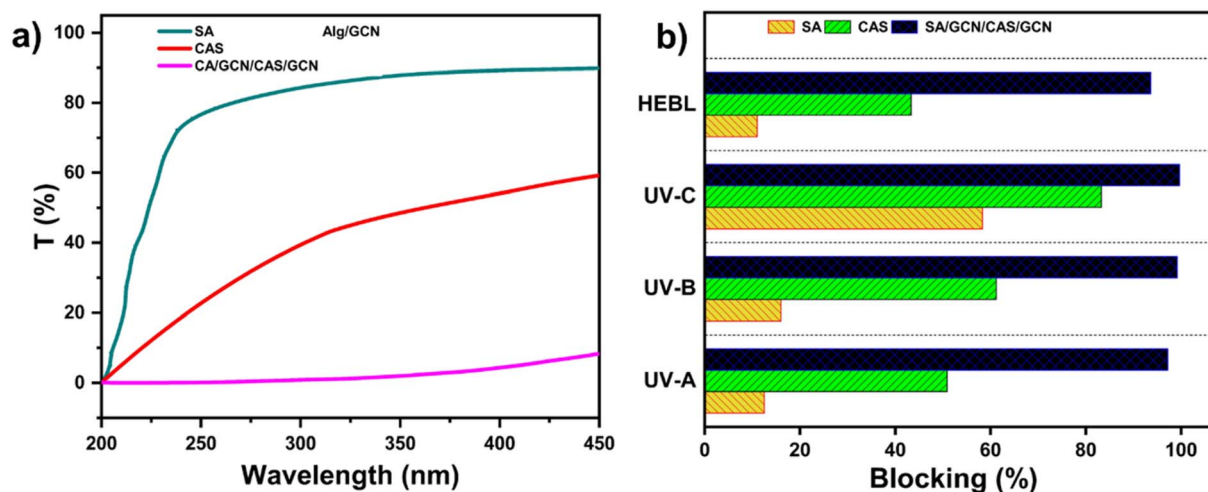 a)
SA Alg/GCN
CAS
CA/GCN/CAS/GCN
100
80
60
40
20
0
T (%)
200 250 300 350 400 450
Wavelength (nm)
b)
SA CAS SA/GCN/CAS/GCN
HEBL
UV-C
UV-B
UV-A
0 20 40 60 80 100
Blocking (%)